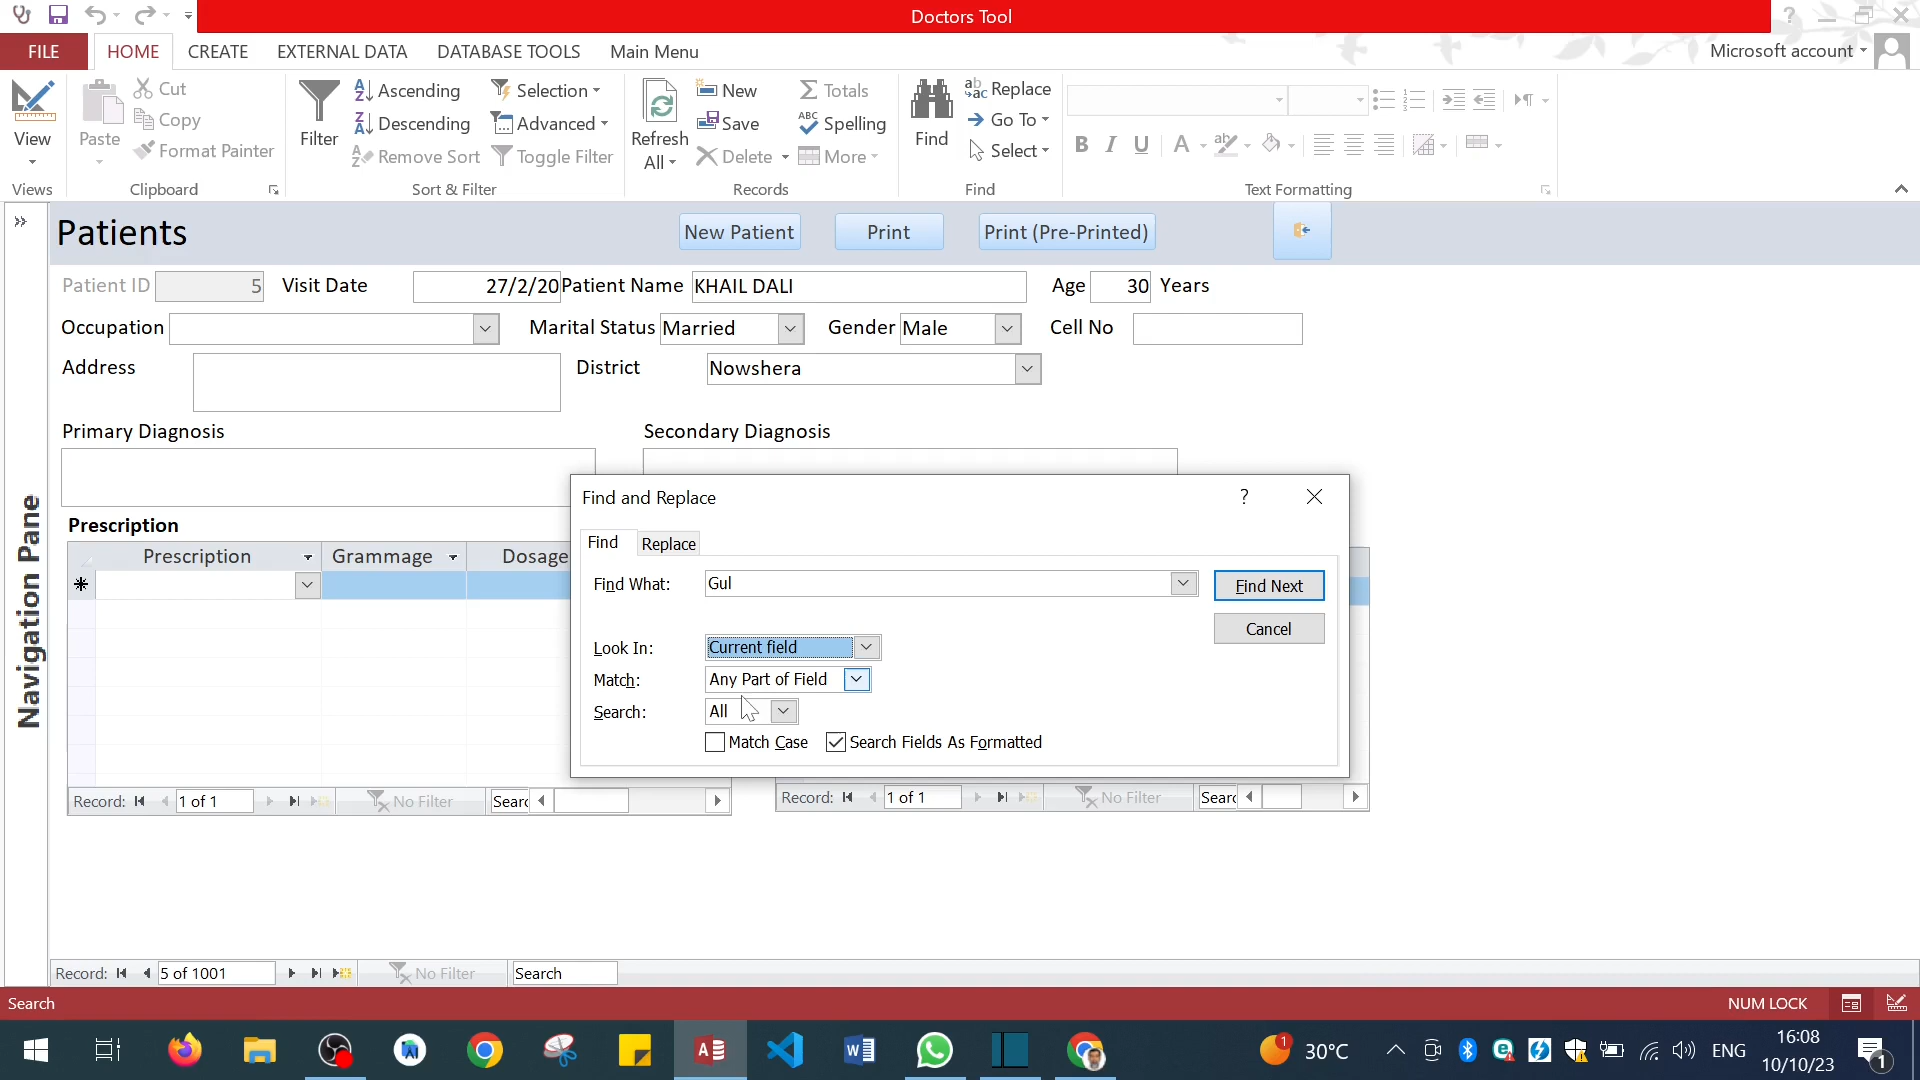 Doctors Tool
FILE HOME CREATE EXTERNAL DATA DATABASE TOOLS Main Menu Microsoft account
View
Views
Paste
Cut
Copy
Format Painter
Clipboard
Filter
Ascending
Descending
Remove Sort
Selection
Advanced
Toggle Filter
Sort & Filter
Refresh All
New
Save
Delete
Totals
Spelling
More
Records
Find
Replace
Go To
Select
Find
Text Formatting
Patients New Patient Print Print (Pre-Printed)
Patient ID 5 Visit Date 27/2/20 Patient Name KHAIL DALI Age 30 Years
Occupation Marital Status Married Gender Male Cell No
Address District Nowshera
Primary Diagnosis Secondary Diagnosis
Navigation Pane
Prescription
Prescription Grammage Dosage
Find and Replace
Find Replace
Find What: Gul Find Next
Cancel
Look In: Current field
Match: Any Part of Field
Search: All
Match Case Search Fields As Formatted
Record: 1 of 1 No Filter Searc
Record: 1 of 1 No Filter Searc
Record: 5 of 1001 No Filter Search
Search NUM LOCK
1 30°C ENG 16:08
10/10/23 1